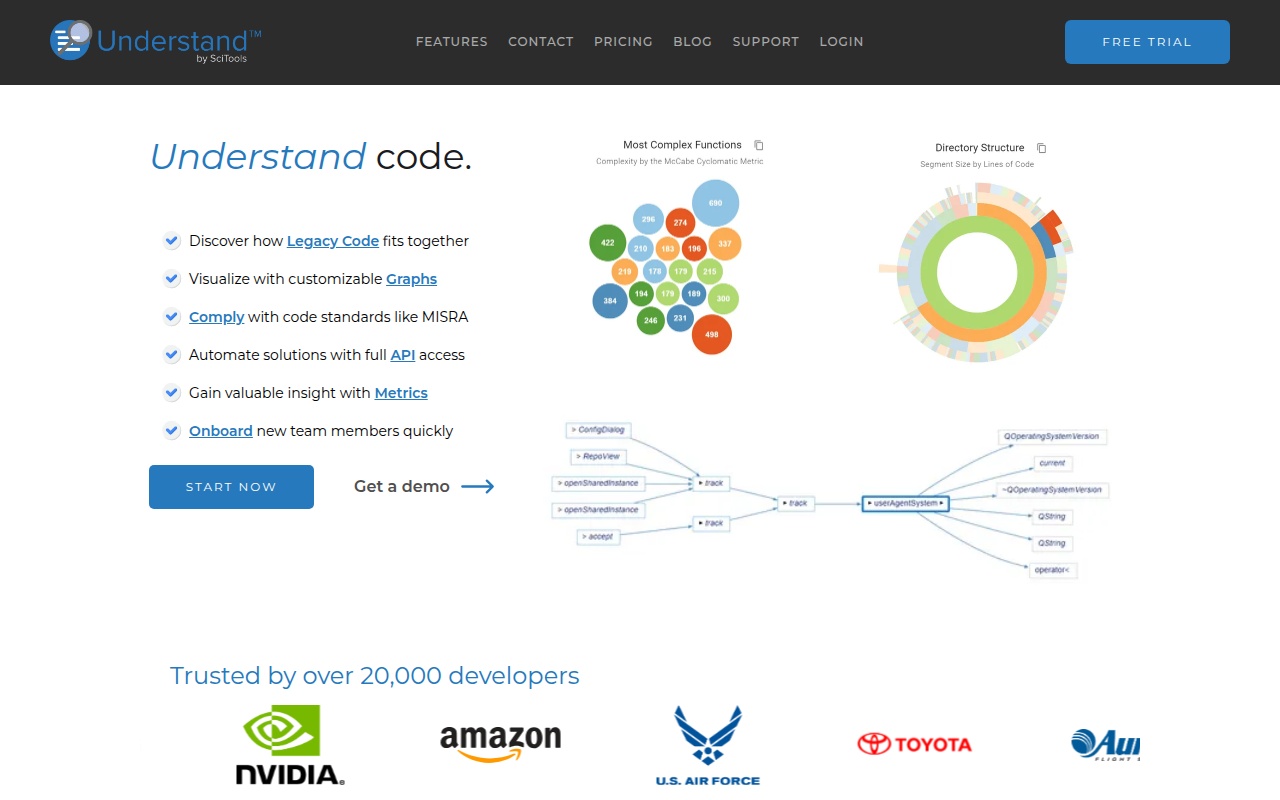 Understand™
by SciTools
FEATURES CONTACT PRICING BLOG SUPPORT LOGIN
FREE TRIAL
Understand code.
Discover how Legacy Code fits together
Visualize with customizable Graphs
Comply with code standards like MISRA
Automate solutions with full API access
Gain valuable insight with Metrics
Onboard new team members quickly
START NOW
Get a demo
Most Complex Functions
Complexity by the McCabe Cyclomatic Metric
690
296
274
422
210
183
196
337
218
178
179
215
384
194
179
189
300
246
231
498
Directory Structure
Segment Size by Lines of Code
> ConfigDialog
> RepoView
> openSharedInstance
> openSharedInstance
> accept
▸ track
▸ track
▸ track
▸ userAgentSystem ▸
QOperatingSystemVersion
current
~QOperatingSystemVersion
QString
QString
operator<
Trusted by over 20,000 developers
NVIDIA.
amazon
U.S. AIR FORCE
TOYOTA